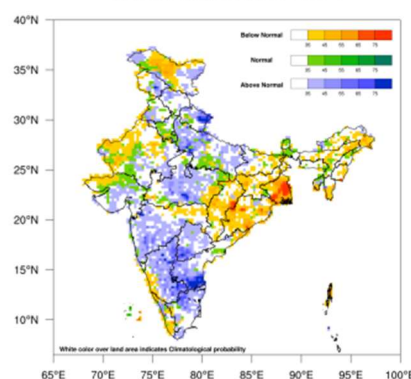 40°N
35°N
30°N
25°N
20°N
15°N
10°N
65°E 70°E 75°E 80°E 85°E 90°E 95°E 100°E
Below Normal
35 45 55 65 75
Normal
35 45 55 65 75
Above Normal
35 45 55 65 75
White color over land area indicates Climatological probability